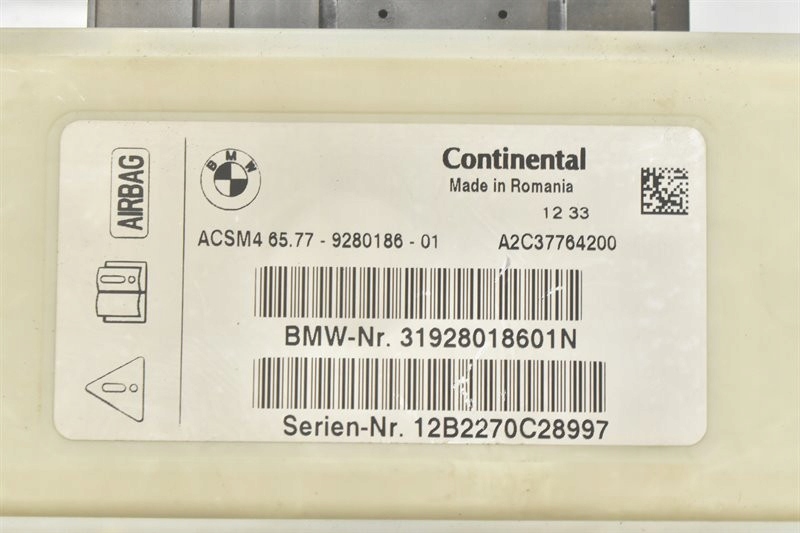 AIRBAG
BMW
Continental
Made in Romania
12 33
ACSM4 65.77 - 9280186 - 01 A2C37764200
BMW-Nr. 31928018601N
Serien-Nr. 12B2270C28997